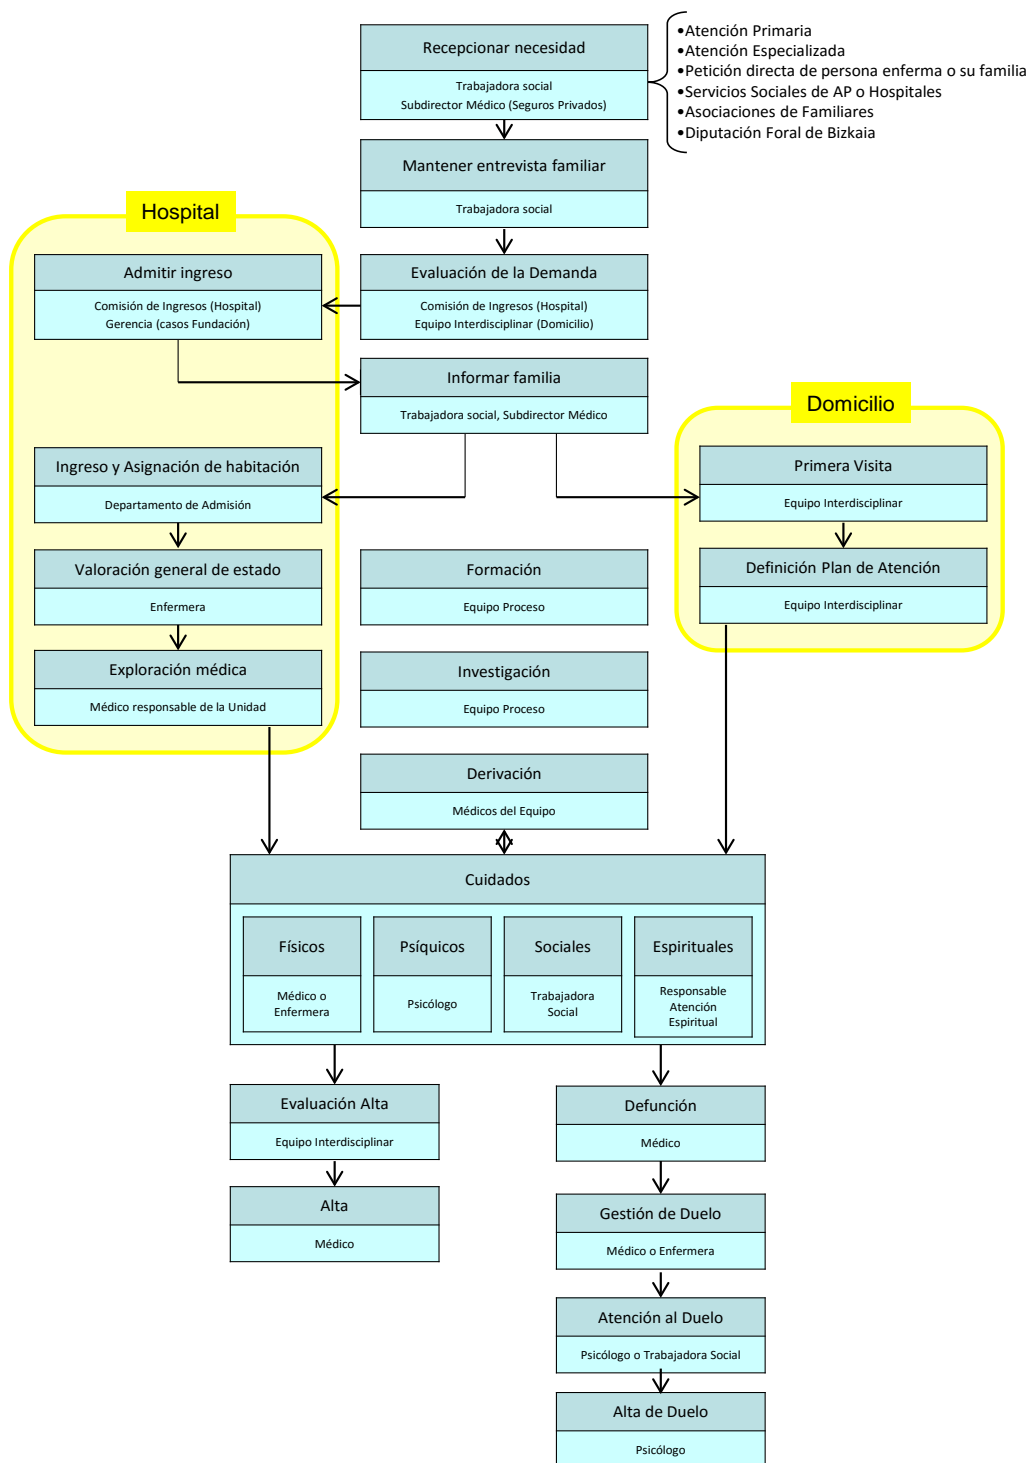 Recepcionar necesidad
Trabajadora social
Subdirector Médico (Seguros Privados)
•Atención Primaria
•Atención Especializada
•Petición directa de persona enferma o su familia
•Servicios Sociales de AP o Hospitales
•Asociaciones de Familiares
•Diputación Foral de Bizkaia
Mantener entrevista familiar
Trabajadora social
Hospital
Admitir ingreso
Comisión de Ingresos (Hospital)
Gerencia (casos Fundación)
Evaluación de la Demanda
Comisión de Ingresos (Hospital)
Equipo Interdisciplinar (Domicilio)
Informar familia
Trabajadora social, Subdirector Médico
Domicilio
Ingreso y Asignación de habitación
Departamento de Admisión
Primera Visita
Equipo Interdisciplinar
Valoración general de estado
Enfermera
Formación
Equipo Proceso
Definición Plan de Atención
Equipo Interdisciplinar
Exploración médica
Médico responsable de la Unidad
Investigación
Equipo Proceso
Derivación
Médicos del Equipo
Cuidados
Físicos
Médico o
Enfermera
Psíquicos
Psicólogo
Sociales
Trabajadora
Social
Espirituales
Responsable
Atención
Espiritual
Evaluación Alta
Equipo Interdisciplinar
Defunción
Médico
Alta
Médico
Gestión de Duelo
Médico o Enfermera
Atención al Duelo
Psicólogo o Trabajadora Social
Alta de Duelo
Psicólogo